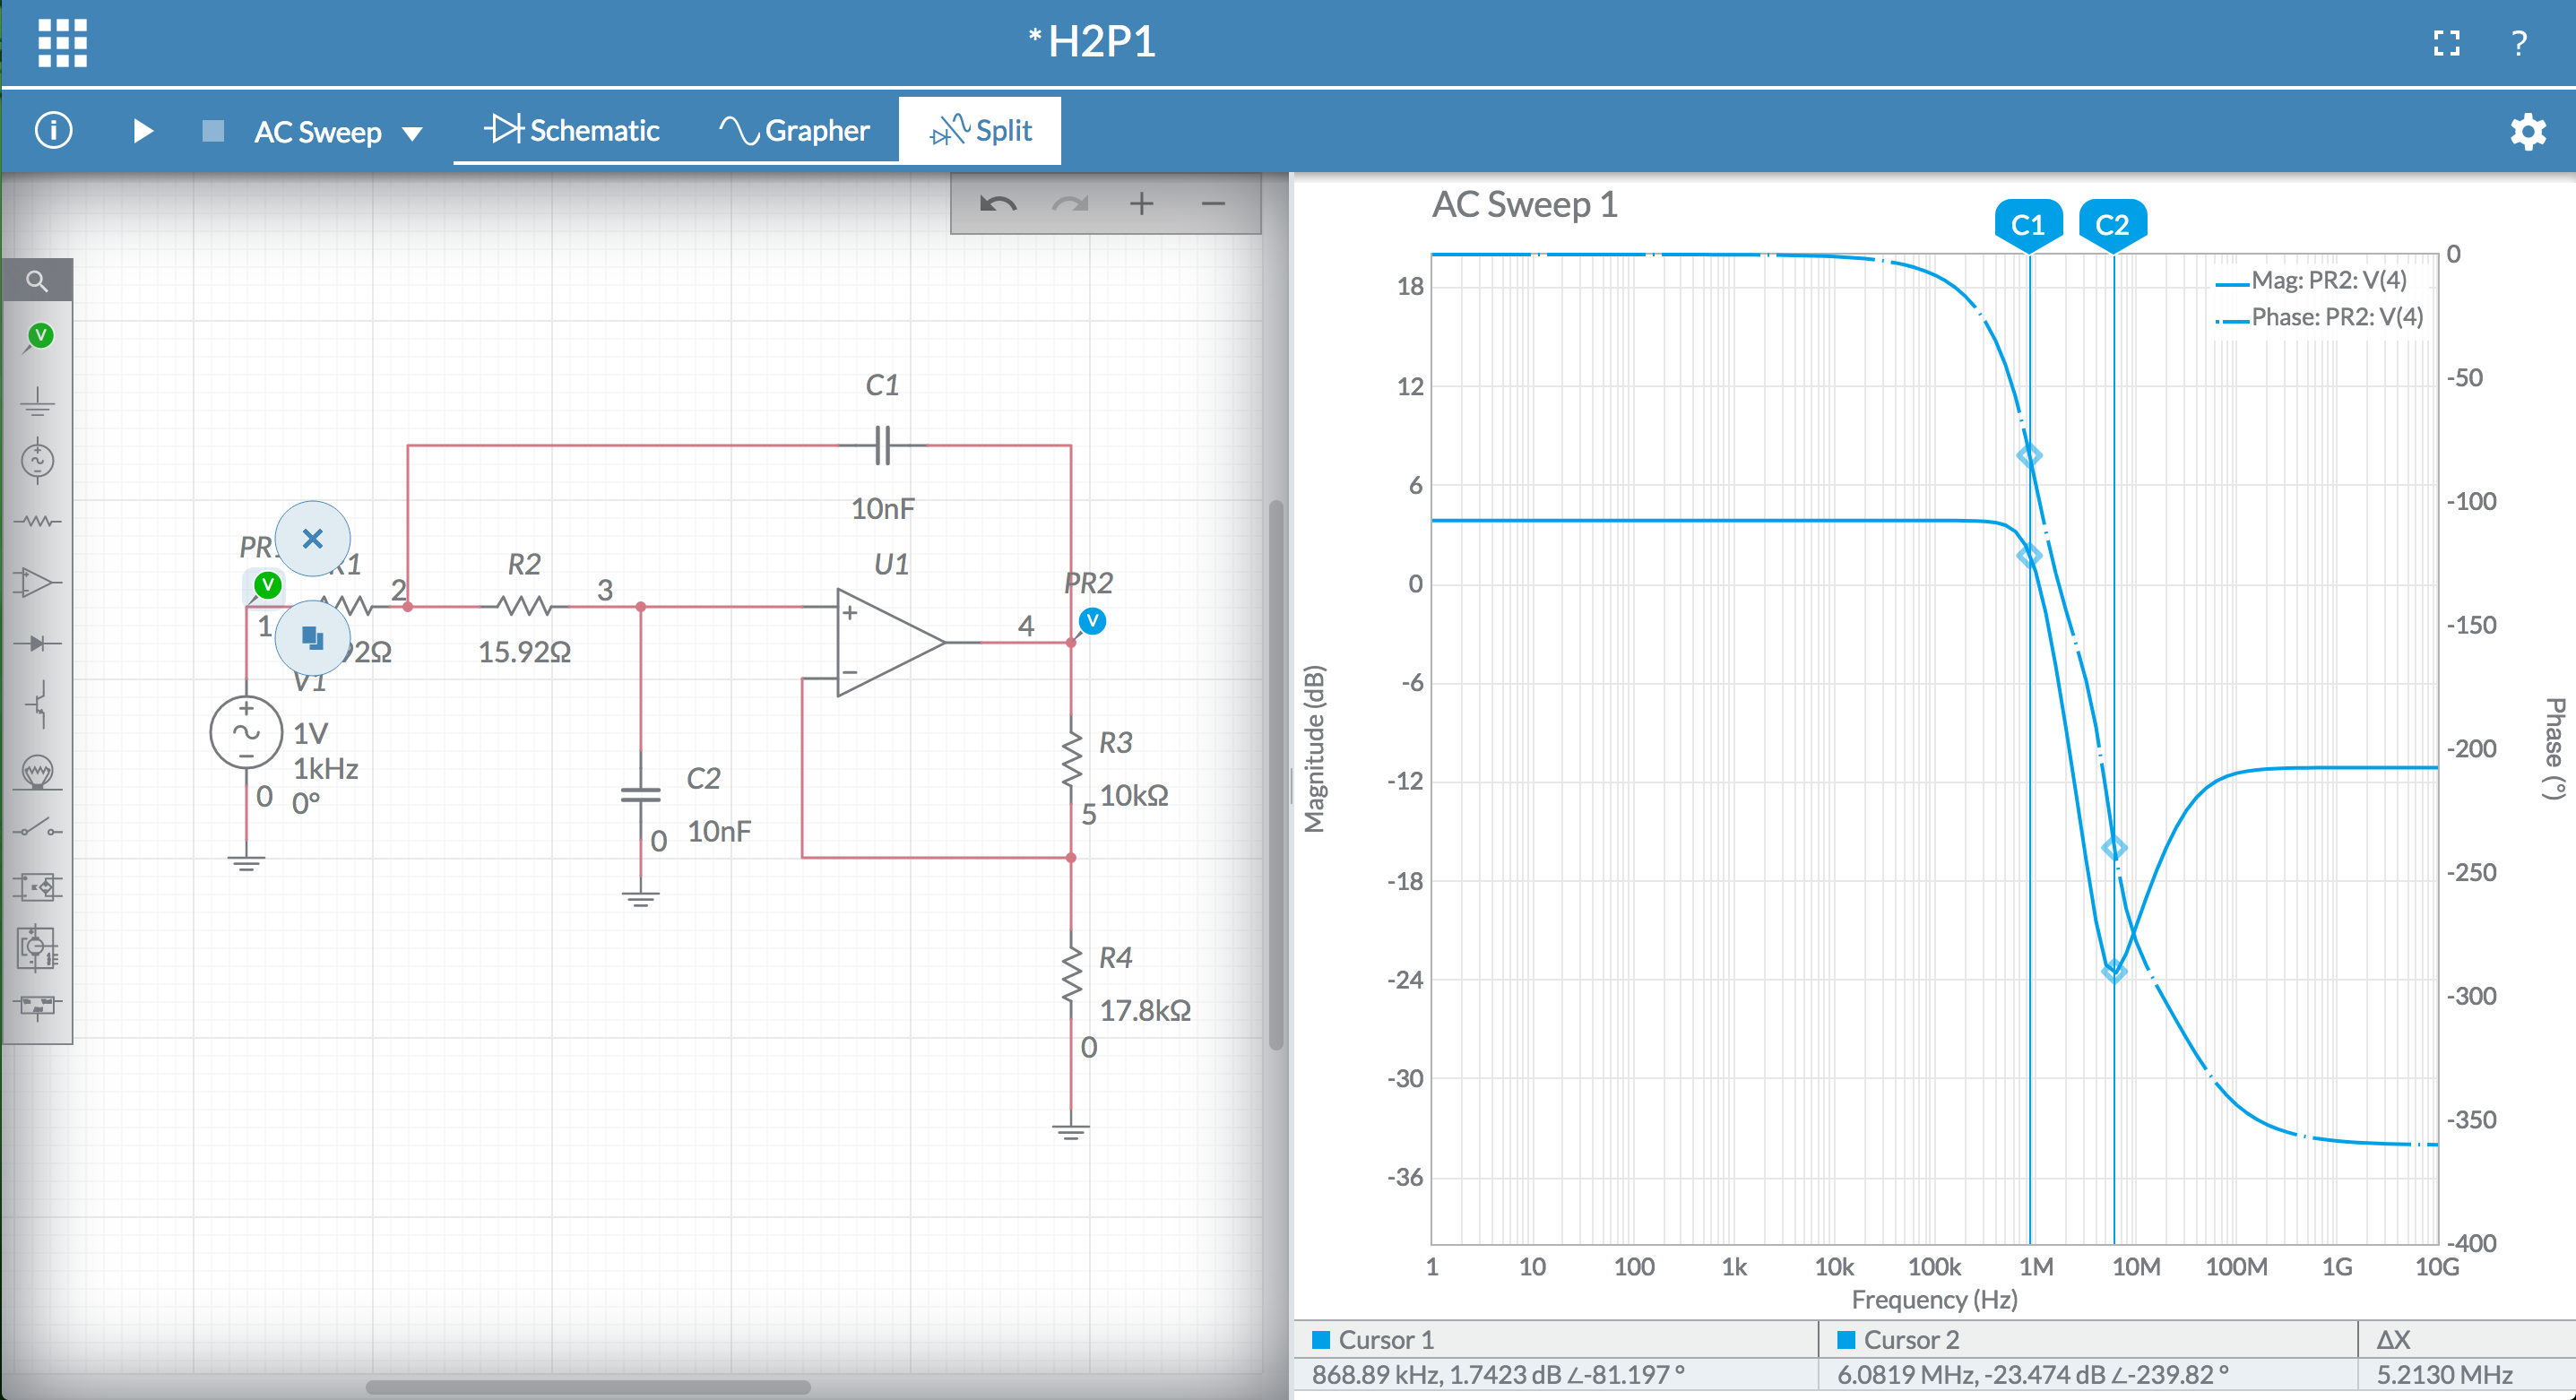 *H2P1
?
i
AC Sweep
Schematic
Grapher
Split
V
C1
10nF
R2
15.92Ω
2
3
1
V
U1
+
−
4
PR2
V
+
−
1V
1kHz
0°
0
C2
10nF
0
R3
10kΩ
5
R4
17.8kΩ
0
AC Sweep 1
C1 C2
Mag: PR2: V(4)
Phase: PR2: V(4)
Magnitude (dB)
18
12
6
0
-6
-12
-18
-24
-30
-36
Phase (°)
0
-50
-100
-150
-200
-250
-300
-350
-400
1 10 100 1k 10k 100k 1M 10M 100M 1G 10G
Frequency (Hz)
Cursor 1 Cursor 2 ΔX
868.89 kHz, 1.7423 dB ∠-81.197 ° 6.0819 MHz, -23.474 dB ∠-239.82 ° 5.2130 MHz